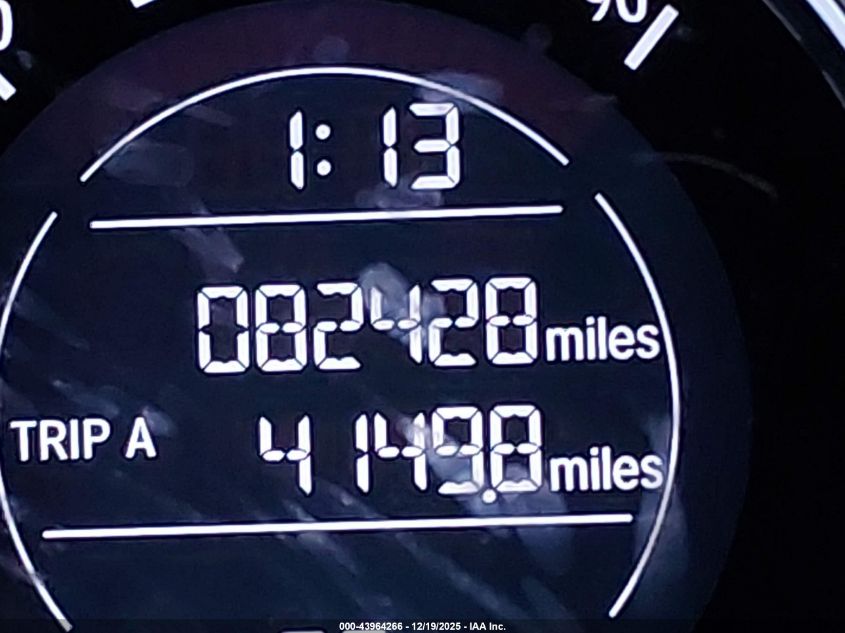 90
1:13
082428 miles
TRIP A 4149.8 miles
000-43964266 - 12/19/2025 - IAA Inc.